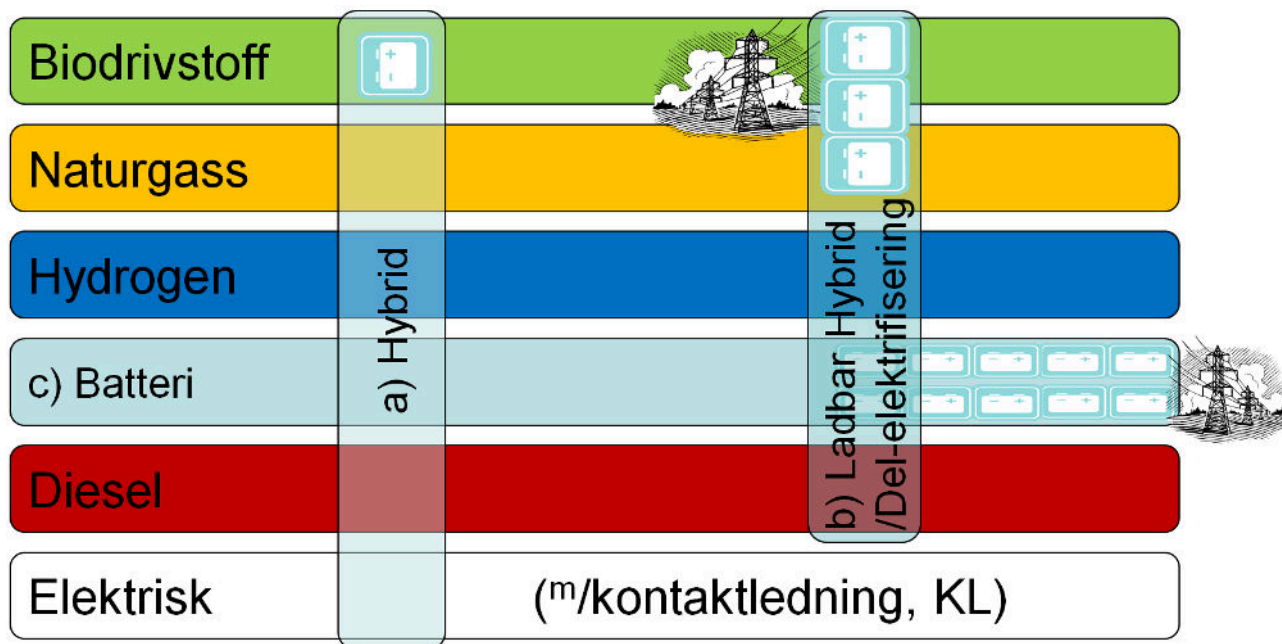 Biodrivstoff
Naturgass
Hydrogen
c) Batteri
Diesel
Elektrisk (m/kontaktledning, KL)
a) Hybrid
b) Ladbar Hybrid
/Del-elektrifisering